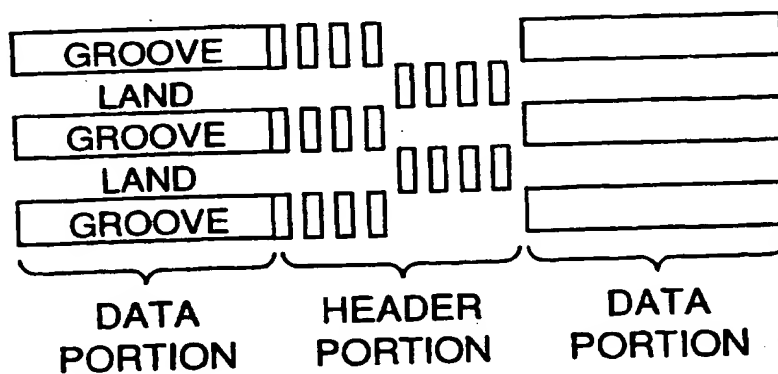 GROOVE
LAND
GROOVE
LAND
GROOVE
DATA PORTION
HEADER PORTION
DATA PORTION